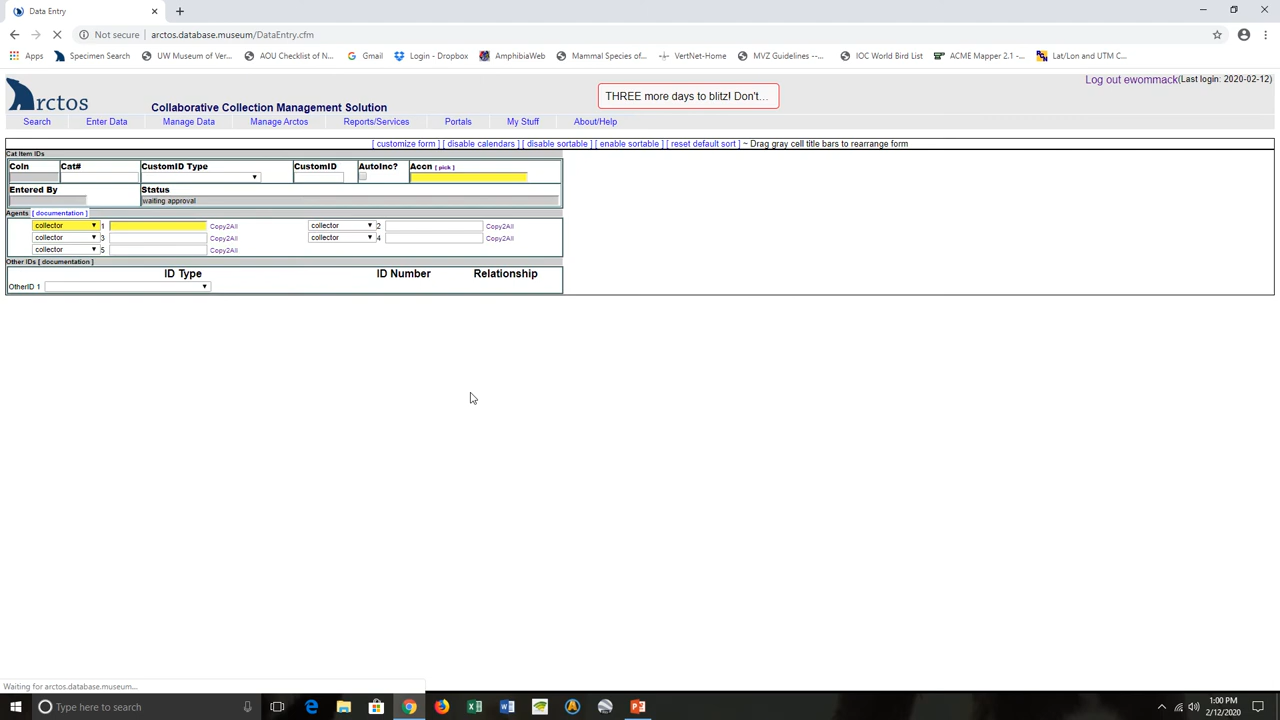 Data Entry
Not secure | arctos.database.museum/DataEntry.cfm
Apps Specimen Search UW Museum of Ver... AOU Checklist of N... Gmail Login - Dropbox AmphibiaWeb Mammal Species of... VertNet-Home MVZ Guidelines --... IOC World Bird List ACME Mapper 2.1 -... Lat/Lon and UTM C...
Log out ewommack(Last login: 2020-02-12)
Arctos Collaborative Collection Management Solution THREE more days to blitz! Don't...
Search Enter Data Manage Data Manage Arctos Reports/Services Portals My Stuff About/Help
[ customize form ] [ disable calendars ] [ disable sortable ] [ enable sortable ] [ reset default sort ] ~ Drag gray cell title bars to rearrange form
Cat Item IDs
Coln Cat# CustomID Type CustomID AutoInc? Accn [ pick ]
Entered By Status
waiting approval
Agents [ documentation ]
collector 1 Copy2All collector 2 Copy2All
collector 3 Copy2All collector 4 Copy2All
collector 5 Copy2All
Other IDs [ documentation ]
ID Type ID Number Relationship
OtherID 1
Waiting for arctos.database.museum...
Type here to search
1:00 PM
2/12/2020